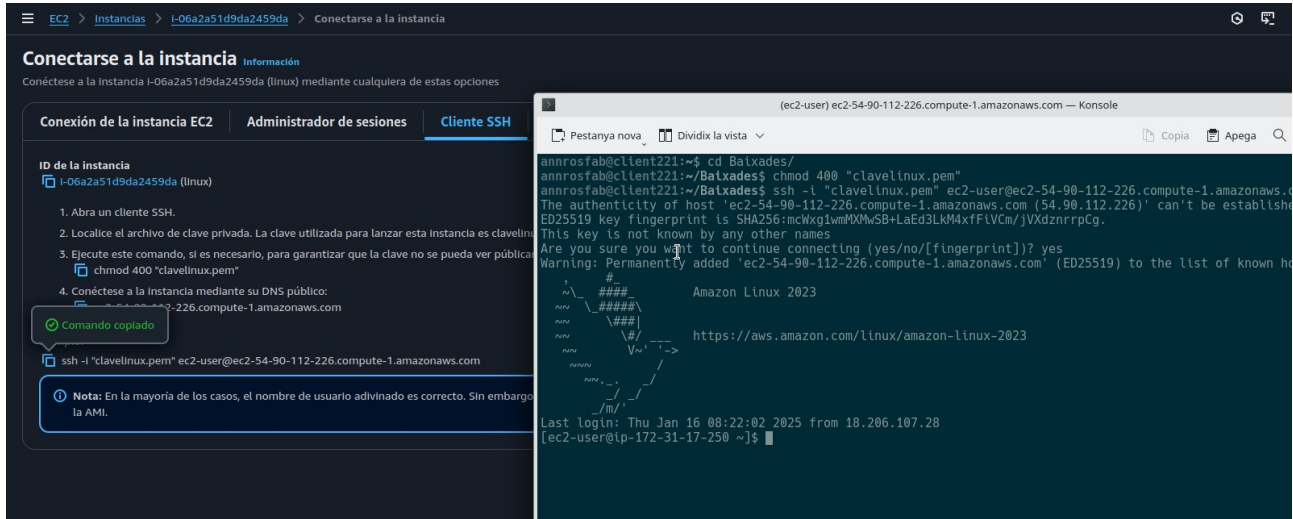 EC2 > Instancias > i-06a2a51d9da2459da > Conectarse a la instancia
Conectarse a la instancia Información
Conéctese a la instancia i-06a2a51d9da2459da (linux) mediante cualquiera de estas opciones
Conexión de la instancia EC2 Administrador de sesiones Cliente SSH
ID de la instancia
i-06a2a51d9da2459da (linux)
1. Abra un cliente SSH.
2. Localice el archivo de clave privada. La clave utilizada para lanzar esta instancia es
3. Ejecute este comando, si es necesario, para garantizar que la clave no se pueda ver
chmod 400 "clavelinux.pem"
4. Conéctese a la instancia mediante su DNS público:
-226.compute-1.amazonaws.com
Comando copiado
ssh -i "clavelinux.pem" ec2-user@ec2-54-90-112-226.compute-1.amazonaws.com
Nota: En la mayoría de los casos, el nombre de usuario adivinado es correcto. Sin embargo
la AMI.
(ec2-user) ec2-54-90-112-226.compute-1.amazonaws.com — Konsole
Pestanya nova Dividix la vista Copia Apega
annrosfab@client221:~$ cd Baixades/
annrosfab@client221:~/Baixades$ chmod 400 "clavelinux.pem"
annrosfab@client221:~/Baixades$ ssh -i "clavelinux.pem" ec2-user@ec2-54-90-112-226.compute-1.amazonaws.
The authenticity of host 'ec2-54-90-112-226.compute-1.amazonaws.com (54.90.112.226)' can't be establishe
ED25519 key fingerprint is SHA256:mcWxg1wmMXMwSB+LaEd3LkM4xfFiVCm/jVXdznrrpCg.
This key is not known by any other names
Are you sure you want to continue connecting (yes/no/[fingerprint])? yes
Warning: Permanently added 'ec2-54-90-112-226.compute-1.amazonaws.com' (ED25519) to the list of known
   ,     #_
   ~\_  ####_        Amazon Linux 2023
  ~~  \_#####\
  ~~     \###|
  ~~       \#/ ___   https://aws.amazon.com/linux/amazon-linux-2023
   ~~       V~' '->
    ~~~         /
      ~~._.   _/
         _/ _/
       _/m/'
Last login: Thu Jan 16 08:22:02 2025 from 18.206.107.28
[ec2-user@ip-172-31-17-250 ~]$